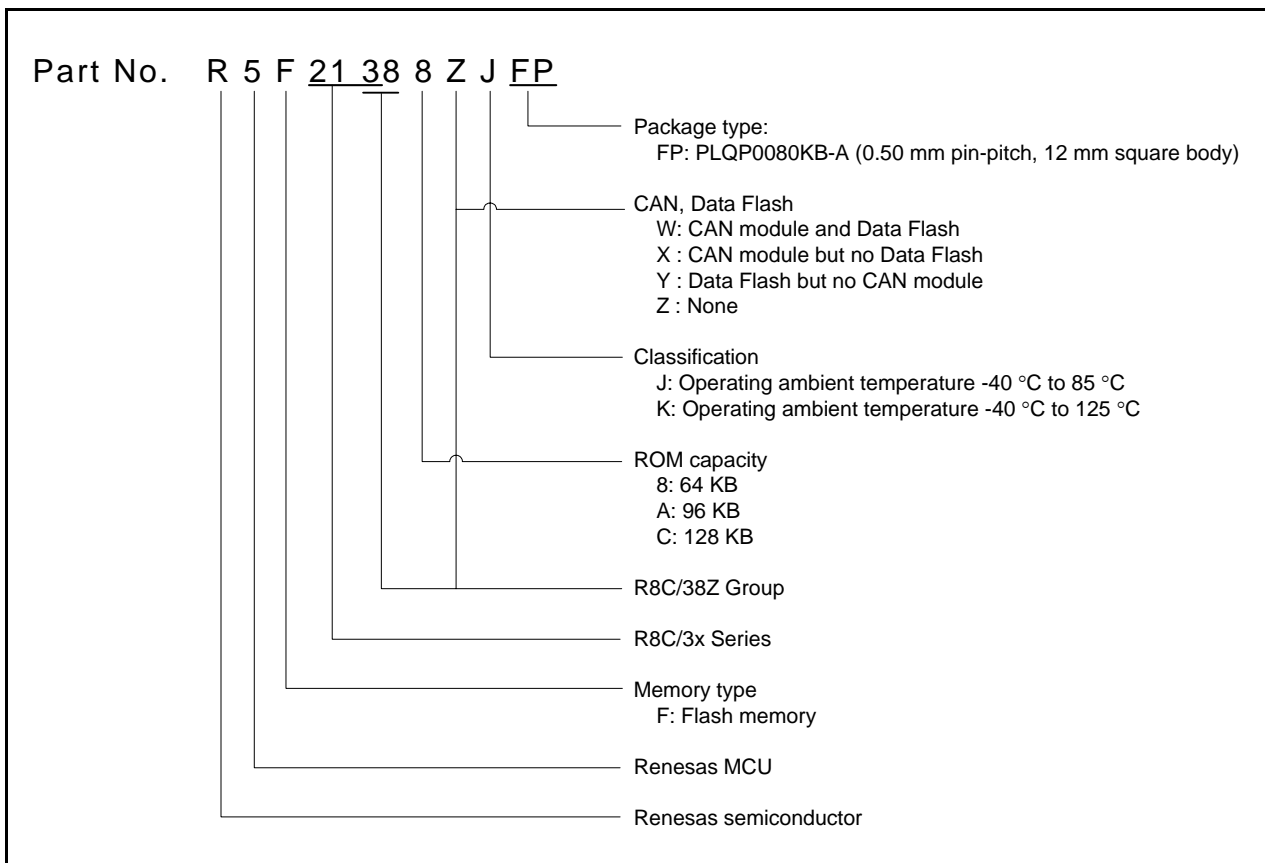 Part No. R 5 F 21 38 8 Z J FP
Package type:
FP: PLQP0080KB-A (0.50 mm pin-pitch, 12 mm square body)
CAN, Data Flash
W: CAN module and Data Flash
X : CAN module but no Data Flash
Y : Data Flash but no CAN module
Z : None
Classification
J: Operating ambient temperature -40 °C to 85 °C
K: Operating ambient temperature -40 °C to 125 °C
ROM capacity
8: 64 KB
A: 96 KB
C: 128 KB
R8C/38Z Group
R8C/3x Series
Memory type
F: Flash memory
Renesas MCU
Renesas semiconductor